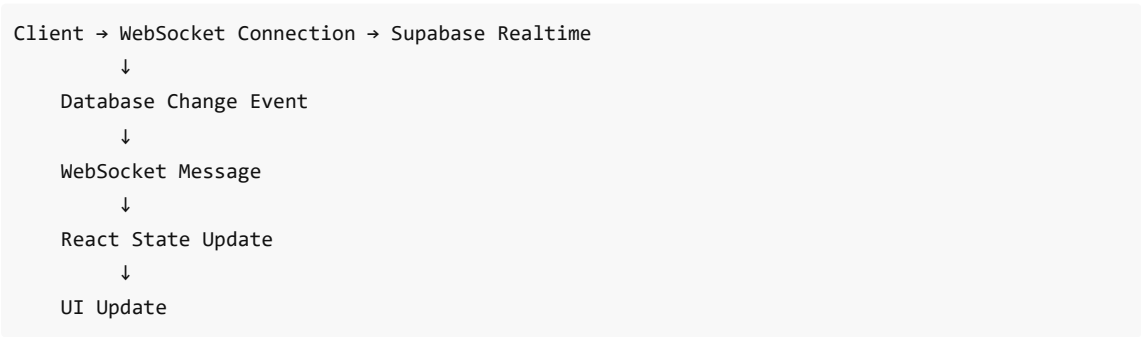 Client → WebSocket Connection → Supabase Realtime
↓
Database Change Event
↓
WebSocket Message
↓
React State Update
↓
UI Update